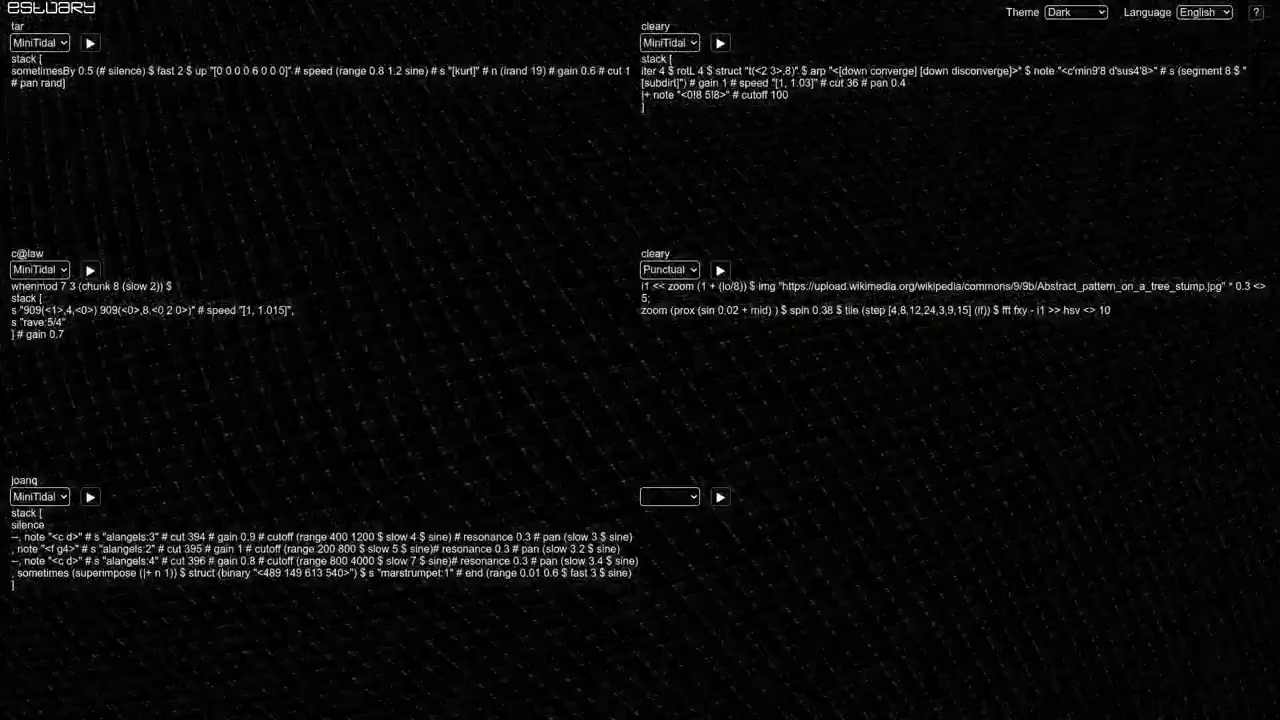 estuary
Theme Dark Language English ?
tar
MiniTidal
stack [
sometimesBy 0.5 (# silence) $ fast 2 $ up "[0 0 0 0 6 0 0 0]" # speed (range 0.8 1.2 sine) # s "[kurt]" # n (irand 19) # gain 0.6 # cut 1
# pan rand]
cleary
MiniTidal
stack [
iter 4 $ rotL 4 $ struct "t(<2 3>,8)" $ arp "<[down converge] [down disconverge]>" $ note "<c'min9'8 d'sus4'8>" # s (segment 8 $ "
[subdirt]") # gain 1 # speed "[1, 1.03]" # cut 36 # pan 0.4
|+ note "<0!8 5!8>" # cutoff 100
]
c@law
MiniTidal
whenmod 7 3 (chunk 8 (slow 2)) $
stack [
s "909(<1>,4,<0>) 909(<0>,8,<0 2 0>)" # speed "[1, 1.015]",
s "rave:5/4"
] # gain 0.7
cleary
Punctual
i1 << zoom (1 + (lo/8)) $ img "https://upload.wikimedia.org/wikipedia/commons/9/9b/Abstract_pattern_on_a_tree_stump.jpg" * 0.3 <>
5;
zoom (prox (sin 0.02 + mid) ) $ spin 0.38 $ tile (step [4,8,12,24,3,9,15] (lf)) $ fft fxy - i1 >> hsv <> 10
joanq
MiniTidal
stack [
silence
--, note "<c d>" # s "alangels:3" # cut 394 # gain 0.9 # cutoff (range 400 1200 $ slow 4 $ sine) # resonance 0.3 # pan (slow 3 $ sine)
, note "<f g4>" # s "alangels:2" # cut 395 # gain 1 # cutoff (range 200 800 $ slow 5 $ sine)# resonance 0.3 # pan (slow 3.2 $ sine)
--, note "<c d>" # s "alangels:4" # cut 396 # gain 0.8 # cutoff (range 800 4000 $ slow 7 $ sine)# resonance 0.3 # pan (slow 3.4 $ sine)
, sometimes (superimpose (|+ n 1)) $ struct (binary "<489 149 613 540>") $ s "marstrumpet:1" # end (range 0.01 0.6 $ fast 3 $ sine)
]